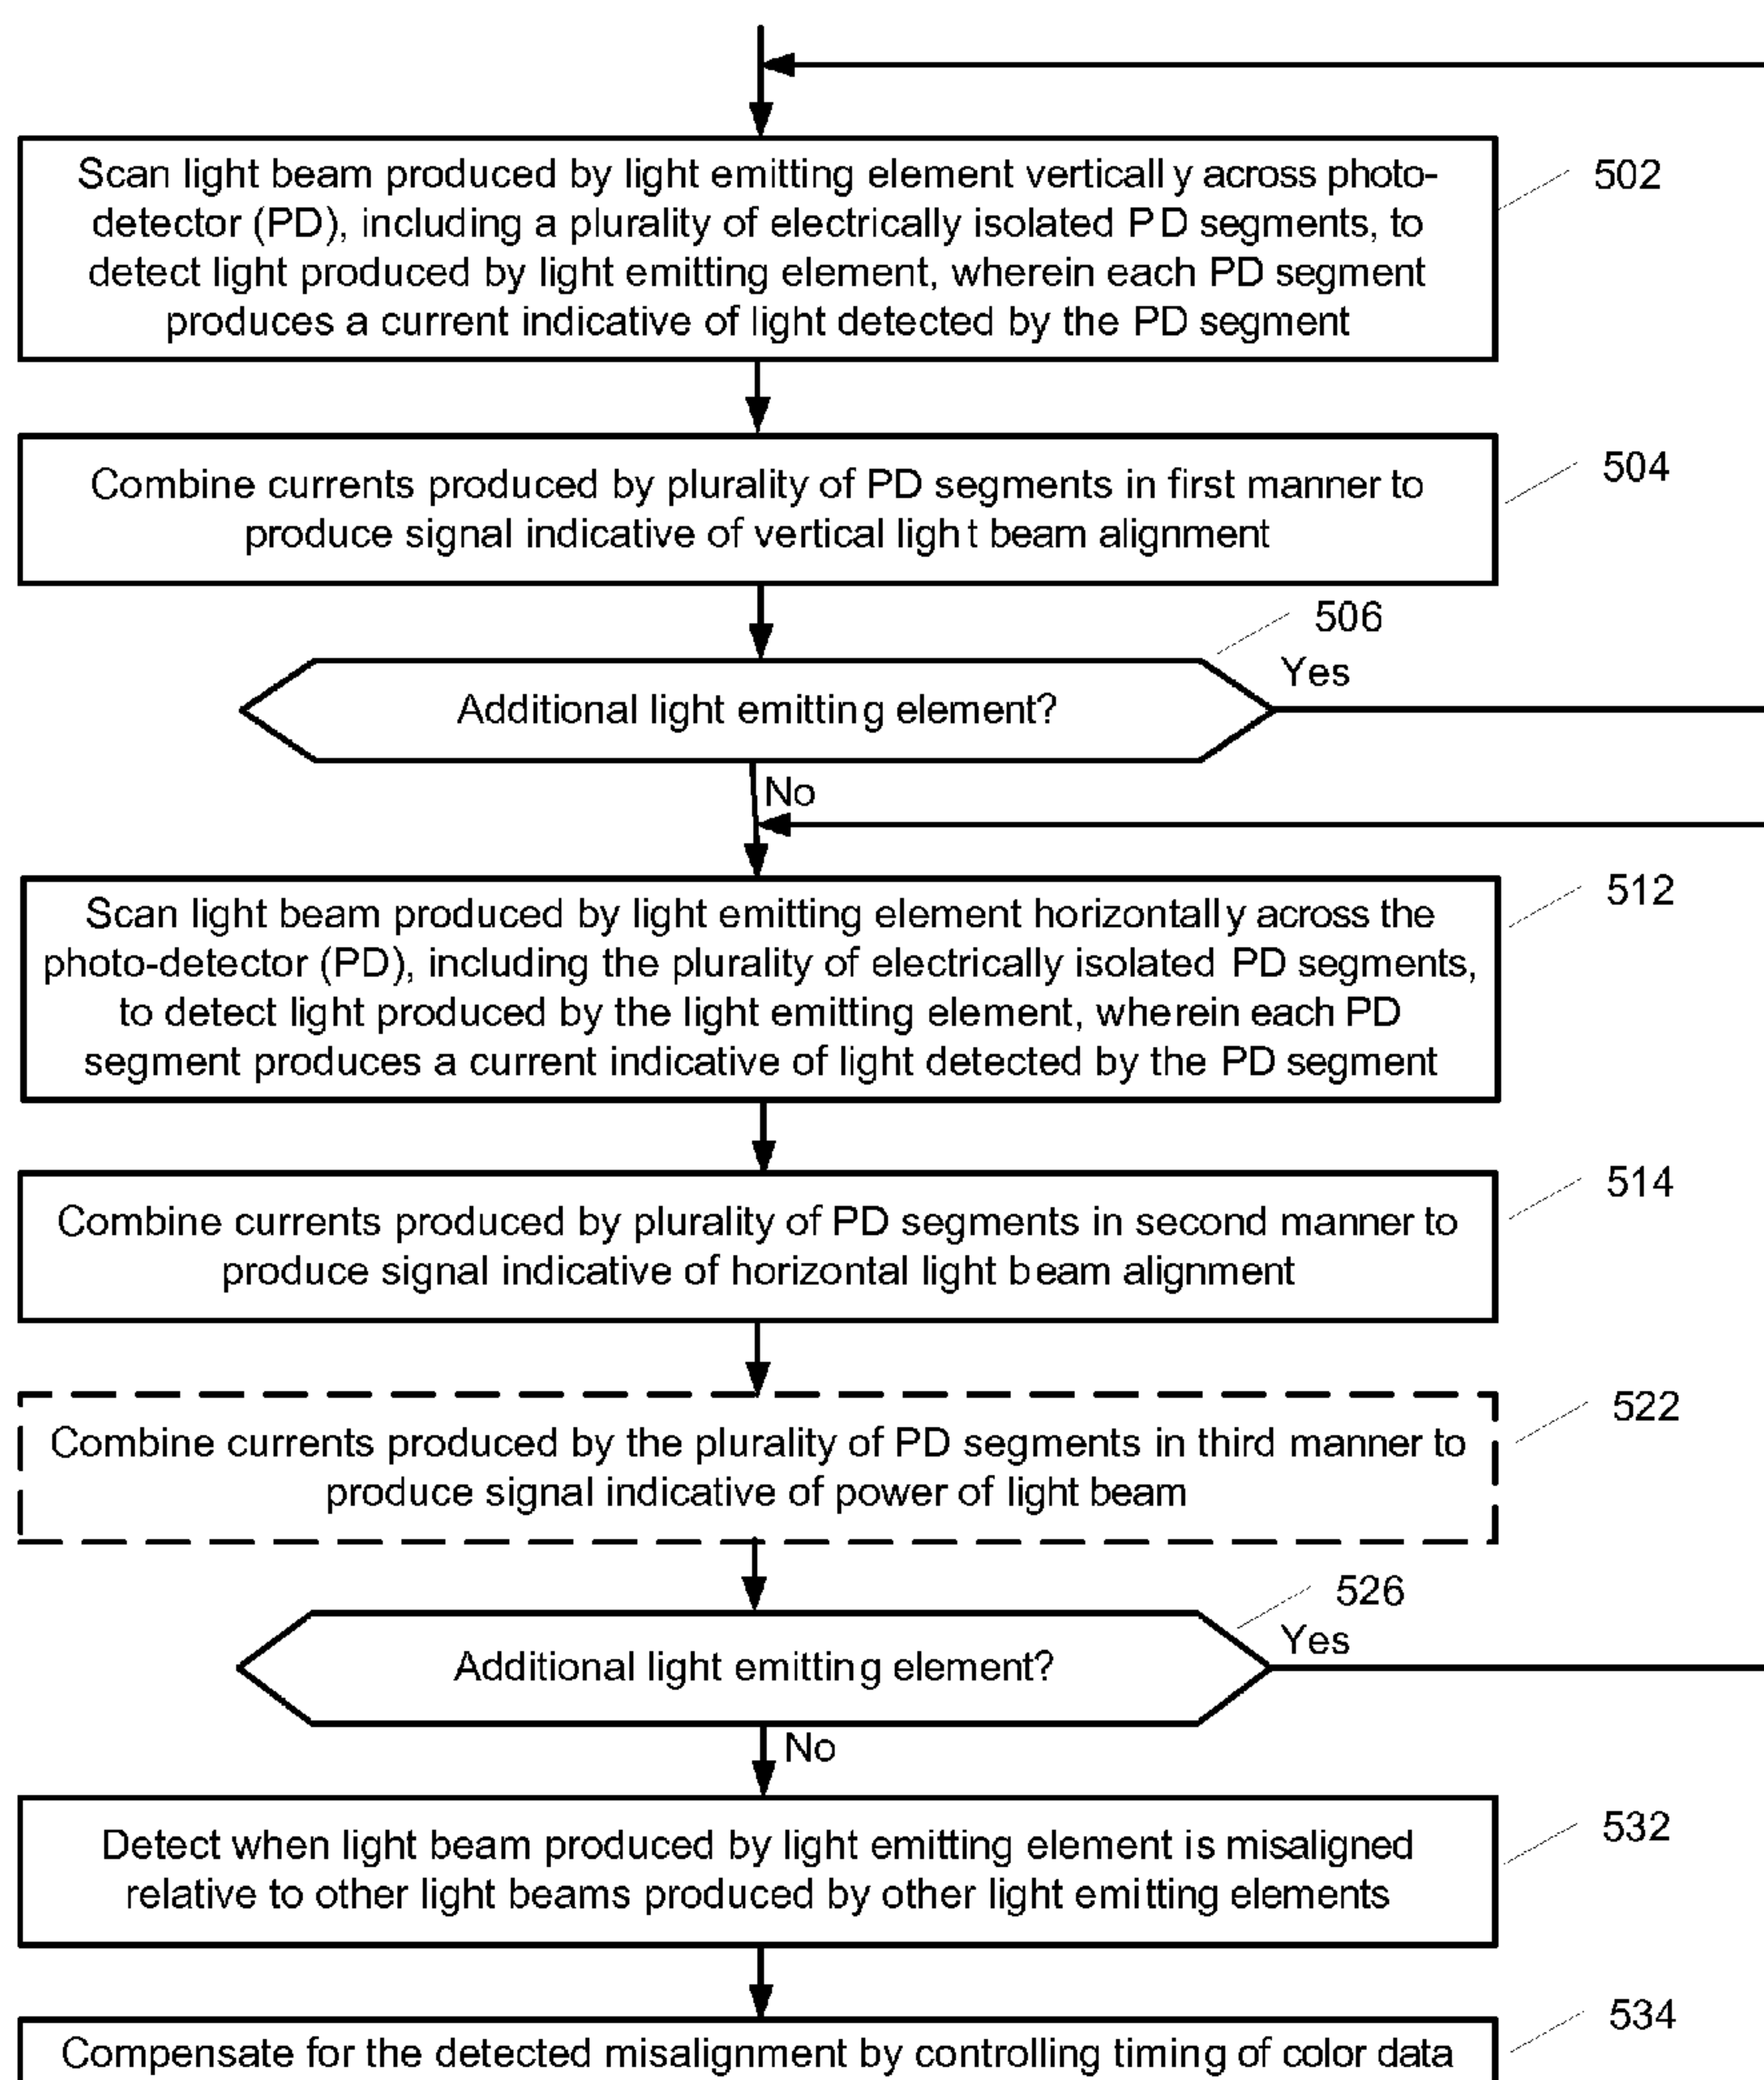 Scan light beam produced by light emitting element vertically across photo-
detector (PD), including a plurality of electrically isolated PD segments, to
detect light produced by light emitting element, wherein each PD segment
produces a current indicative of light detected by the PD segment
502
Combine currents produced by plurality of PD segments in first manner to
produce signal indicative of vertical light beam alignment
504
506
Additional light emitting element?
Yes
No
Scan light beam produced by light emitting element horizontally across the
photo-detector (PD), including the plurality of electrically isolated PD segments,
to detect light produced by the light emitting element, wherein each PD
segment produces a current indicative of light detected by the PD segment
512
Combine currents produced by plurality of PD segments in second manner to
produce signal indicative of horizontal light beam alignment
514
Combine currents produced by the plurality of PD segments in third manner to
produce signal indicative of power of light beam
522
526
Additional light emitting element?
Yes
No
Detect when light beam produced by light emitting element is misaligned
relative to other light beams produced by other light emitting elements
532
Compensate for the detected misalignment by controlling timing of color data
534